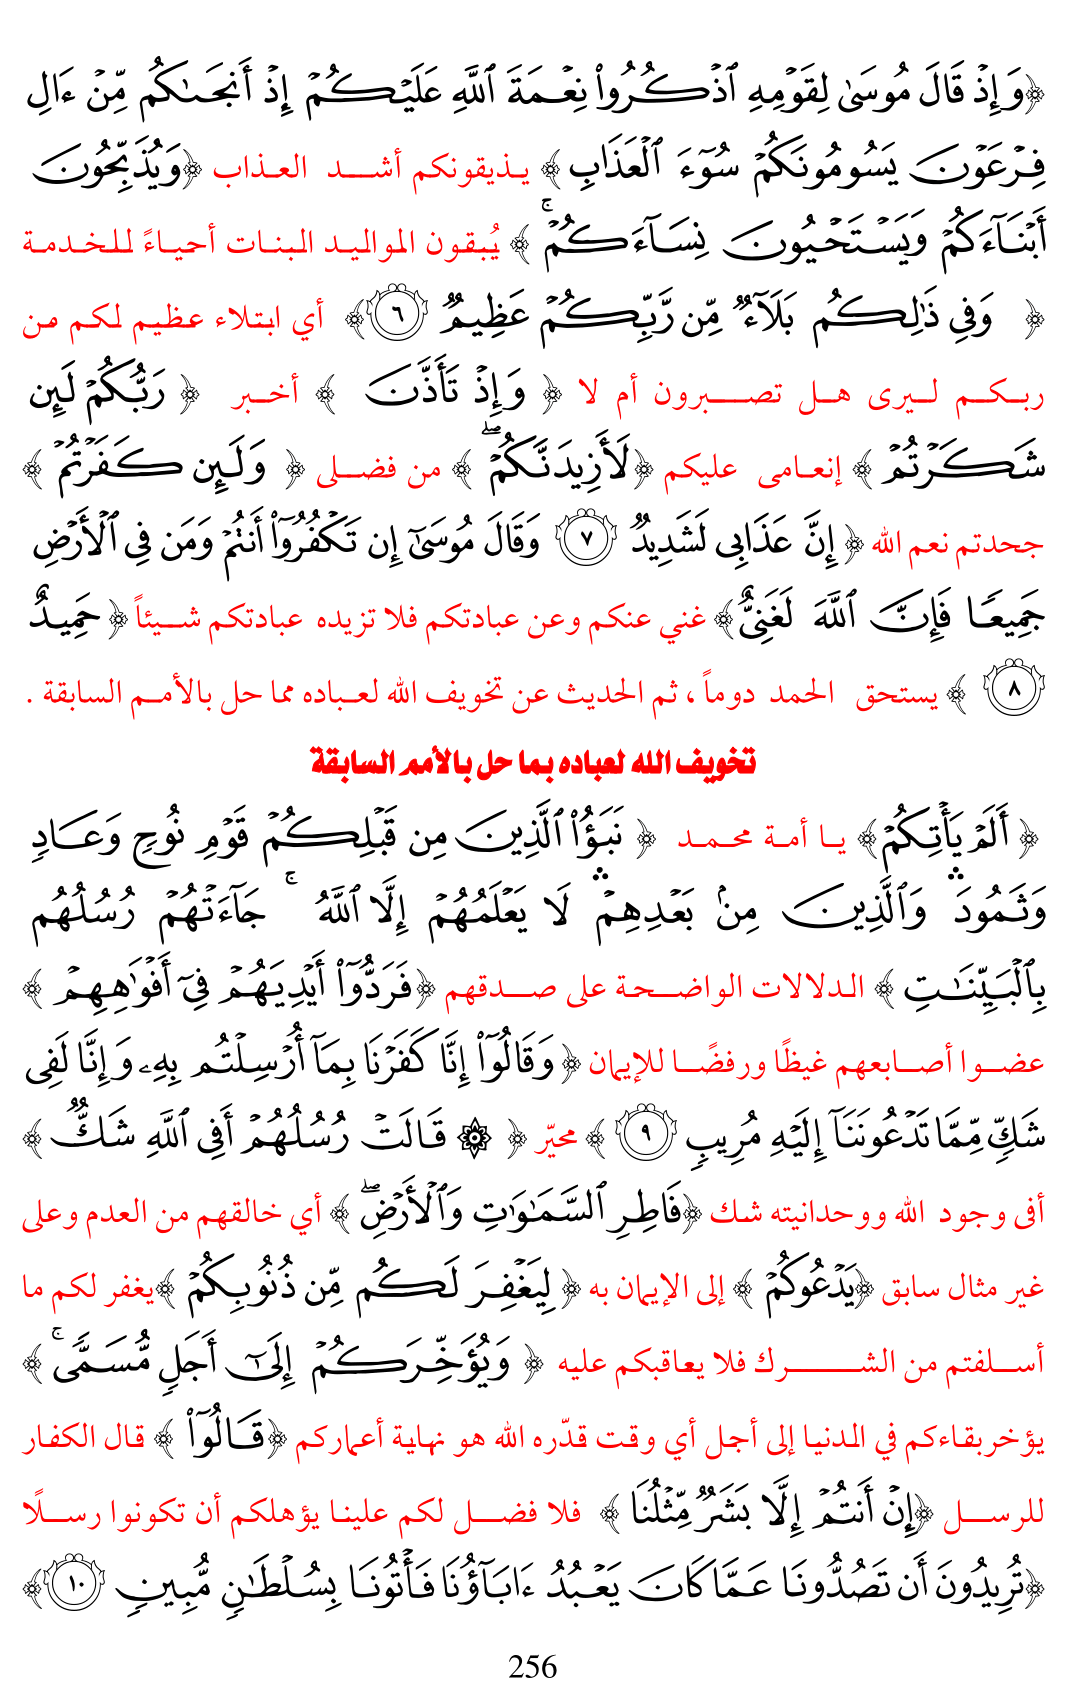 ﴿وَإِذۡ قَالَ مُوسَىٰ لِقَوۡمِهِ ٱذۡكُرُواْ نِعۡمَةَ ٱللَّهِ عَلَيۡكُمۡ إِذۡ أَنجَىٰكُم مِّنۡ ءَالِ
فِرۡعَوۡنَ يَسُومُونَكُمۡ سُوٓءَ ٱلۡعَذَابِ﴾ يذيقونكم أشد العذاب ﴿وَيُذَبِّحُونَ
أَبۡنَآءَكُمۡ وَيَسۡتَحۡيُونَ نِسَآءَكُمۡۚ﴾ يُبقون المواليد البنات أحياءً للخدمة
﴿ وَفِي ذَٰلِكُم بَلَآءٞ مِّن رَّبِّكُمۡ عَظِيمٞ ٦﴾ أي ابتلاء عظيم لكم من
ربكم ليرى هل تصبرون أم لا ﴿ وَإِذۡ تَأَذَّنَ ﴾ أخبر ﴿ رَبُّكُمۡ لَئِن
شَكَرۡتُمۡ ﴾ إنعامى عليكم ﴿لَأَزِيدَنَّكُمۡۖ ﴾ من فضلى ﴿ وَلَئِن كَفَرۡتُمۡ ﴾
جحدتم نعم الله ﴿ إِنَّ عَذَابِي لَشَدِيدٞ ٧ وَقَالَ مُوسَىٰٓ إِن تَكۡفُرُوٓاْ أَنتُمۡ وَمَن فِي ٱلۡأَرۡضِ
جَمِيعٗا فَإِنَّ ٱللَّهَ لَغَنِيٌّ﴾ غني عنكم وعن عبادتكم فلا تزيده عبادتكم شيئاً ﴿ حَمِيدٌ
٨ ﴾ يستحق الحمد دوماً ، ثم الحديث عن تخويف الله لعباده مما حل بالأمم السابقة .
تخويف الله لعباده بما حل بالأمم السابقة
﴿ أَلَمۡ يَأۡتِكُمۡ﴾ يا أمة محمد ﴿ نَبَؤُاْ ٱلَّذِينَ مِن قَبۡلِكُمۡ قَوۡمِ نُوحٖ وَعَادٖ
وَثَمُودَۛ وَٱلَّذِينَ مِنۢ بَعۡدِهِمۡۛ لَا يَعۡلَمُهُمۡ إِلَّا ٱللَّهُۚ جَآءَتۡهُمۡ رُسُلُهُم
بِٱلۡبَيِّنَٰتِ ﴾ الدلالات الواضحة على صدقهم ﴿فَرَدُّوٓاْ أَيۡدِيَهُمۡ فِيٓ أَفۡوَٰهِهِمۡ ﴾
عضوا أصابعهم غيظًا ورفضًا للإيمان ﴿ وَقَالُوٓاْ إِنَّا كَفَرۡنَا بِمَآ أُرۡسِلۡتُم بِهِۦ وَإِنَّا لَفِي
شَكّٖ مِّمَّا تَدۡعُونَنَآ إِلَيۡهِ مُرِيبٖ ٩ ﴾ محيّر ﴿ ۞ قَالَتۡ رُسُلُهُمۡ أَفِي ٱللَّهِ شَكّٞ ﴾
أفى وجود الله ووحدانيته شك ﴿فَاطِرِ ٱلسَّمَٰوَٰتِ وَٱلۡأَرۡضِۖ ﴾ أي خالقهم من العدم وعلى
غير مثال سابق ﴿يَدۡعُوكُمۡ ﴾ إلى الإيمان به ﴿ لِيَغۡفِرَ لَكُم مِّن ذُنُوبِكُمۡ ﴾يغفر لكم ما
أسلفتم من الشرك فلا يعاقبكم عليه ﴿ وَيُؤَخِّرَكُمۡ إِلَىٰٓ أَجَلٖ مُّسَمّٗىۚ ﴾
يؤخربقاءكم في الدنيا إلى أجل أي وقت قدّره الله هو نهاية أعماركم ﴿قَالُوٓاْ ﴾ قال الكفار
للرسل ﴿إِنۡ أَنتُمۡ إِلَّا بَشَرٞ مِّثۡلُنَا ﴾ فلا فضل لكم علينا يؤهلكم أن تكونوا رسلًا
﴿تُرِيدُونَ أَن تَصُدُّونَا عَمَّا كَانَ يَعۡبُدُ ءَابَآؤُنَا فَأۡتُونَا بِسُلۡطَٰنٖ مُّبِينٖ ١٠﴾
256